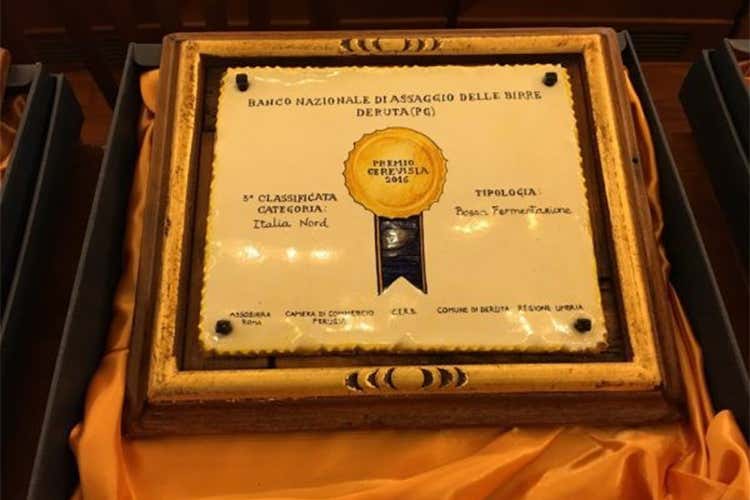 BANCO NAZIONALE DI ASSAGGIO DELLE BIRRE
DERUTA (PG)
PREMIO
CEREVISIA
2016
3ª CLASSIFICATA
CATEGORIA:
Italia Nord
TIPOLOGIA:
Bassa Fermentazione
ASSOBIRRA
ROMA
CAMERA DI COMMERCIO
PERUGIA
C.E.R.B.
COMUNE DI DERUTA
REGIONE UMBRIA